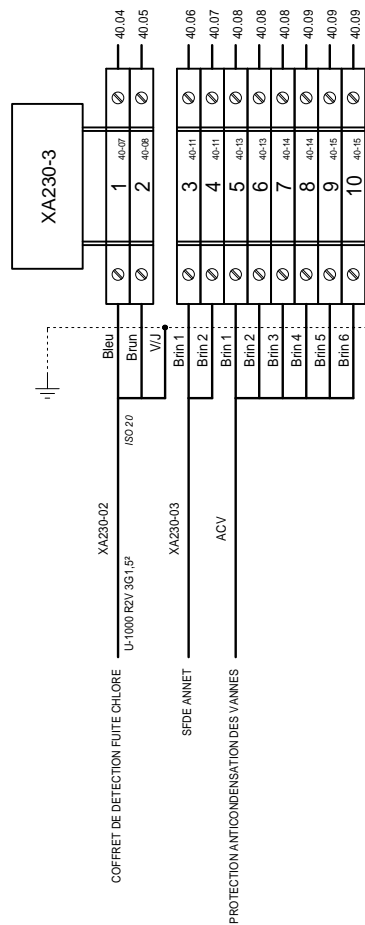 XA230-3
1 40-07 40.04
2 40-08 40.05
3 40-11 40.06
4 40-11 40.07
5 40-13 40.08
6 40-13 40.08
7 40-14 40.08
8 40-14 40.09
9 40-15 40.09
10 40-15 40.09
Bleu
Brun
V/J
Brin 1
Brin 2
Brin 1
Brin 2
Brin 3
Brin 4
Brin 5
Brin 6
ISO 20
XA230-02
U-1000 R2V 3G1,5²
COFFRET DE DETECTION FUITE CHLORE
XA230-03
SFDE ANNET
ACV
PROTECTION ANTICONDENSATION DES VANNES